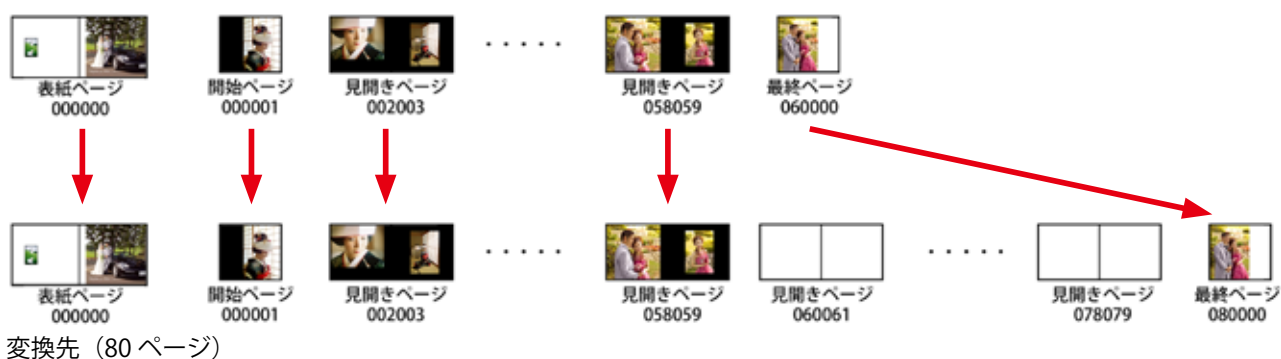 表紙ページ
000000
開始ページ
000001
見開きページ
002003
・・・・・
見開きページ
058059
最終ページ
060000
表紙ページ
000000
開始ページ
000001
見開きページ
002003
・・・・・
見開きページ
058059
見開きページ
060061
・・・・・
見開きページ
078079
最終ページ
080000
変換先（80 ページ）